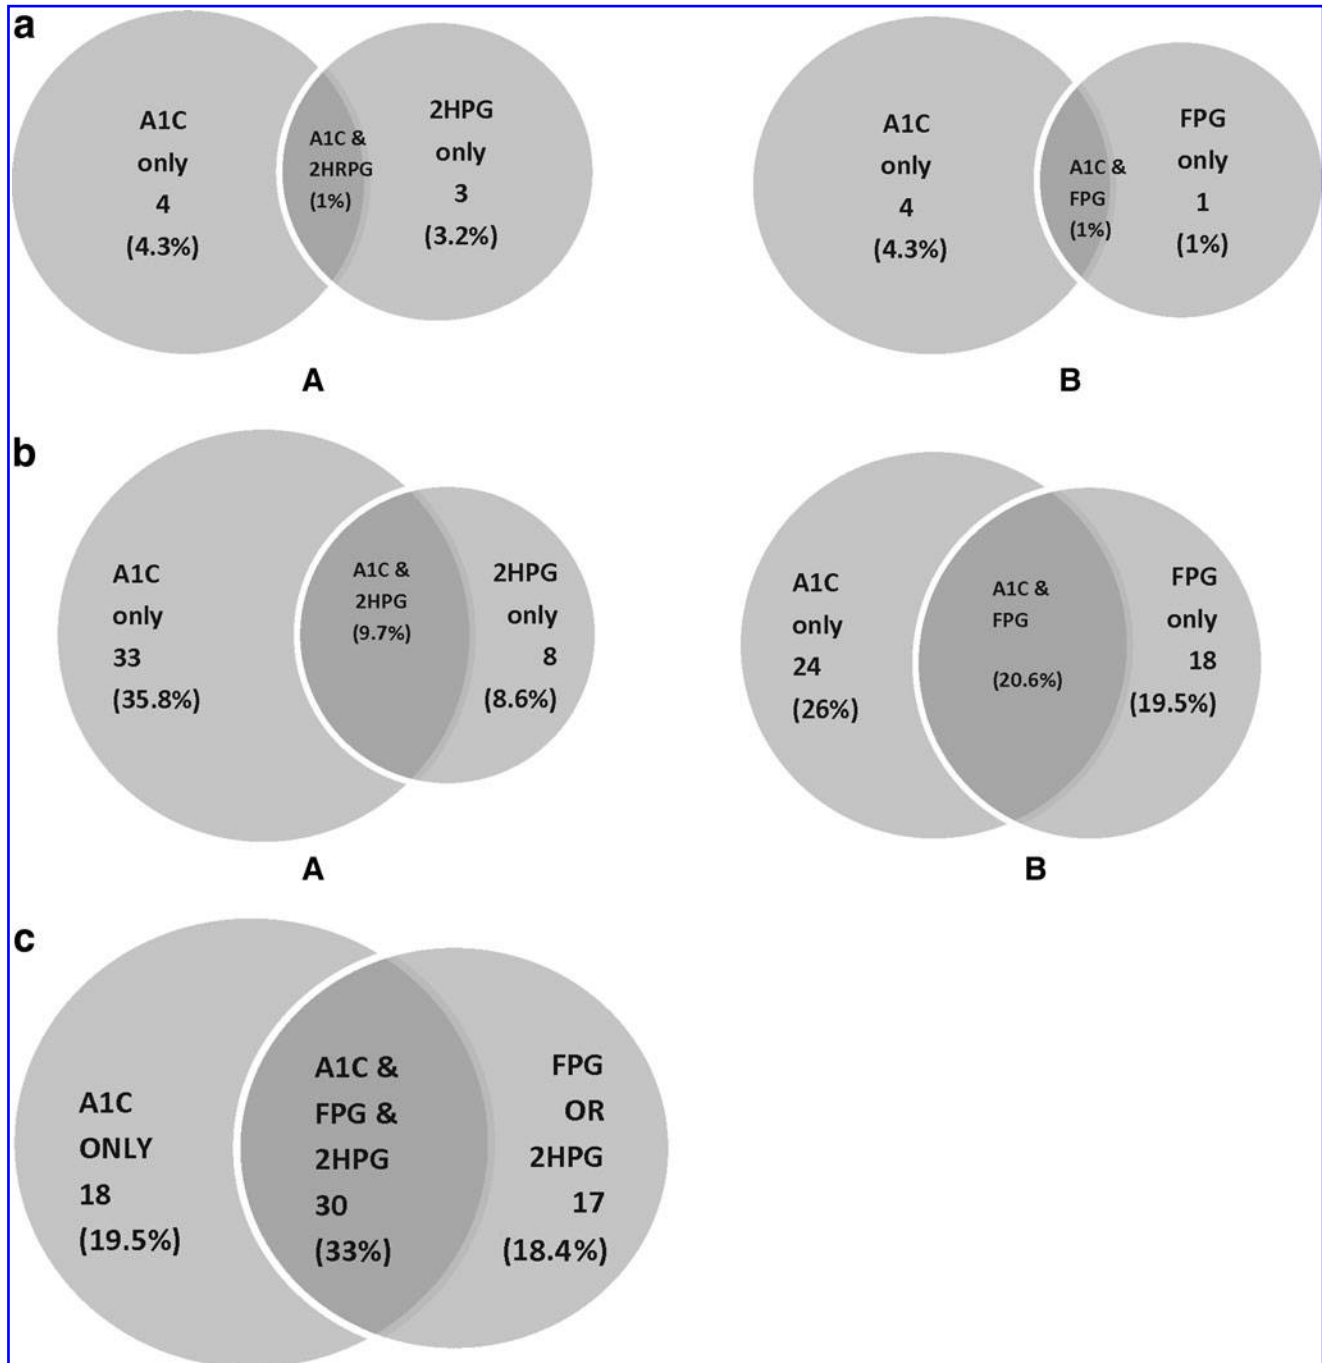 a
A1C
only
4
(4.3%)
A1C &
2HRPG
(1%)
2HPG
only
3
(3.2%)
A
A1C
only
4
(4.3%)
A1C &
FPG
(1%)
FPG
only
1
(1%)
B
b
A1C
only
33
(35.8%)
A1C &
2HPG
(9.7%)
2HPG
only
8
(8.6%)
A
A1C
only
24
(26%)
A1C &
FPG
(20.6%)
FPG
only
18
(19.5%)
B
c
A1C
ONLY
18
(19.5%)
A1C &
FPG &
2HPG
30
(33%)
FPG
OR
2HPG
17
(18.4%)